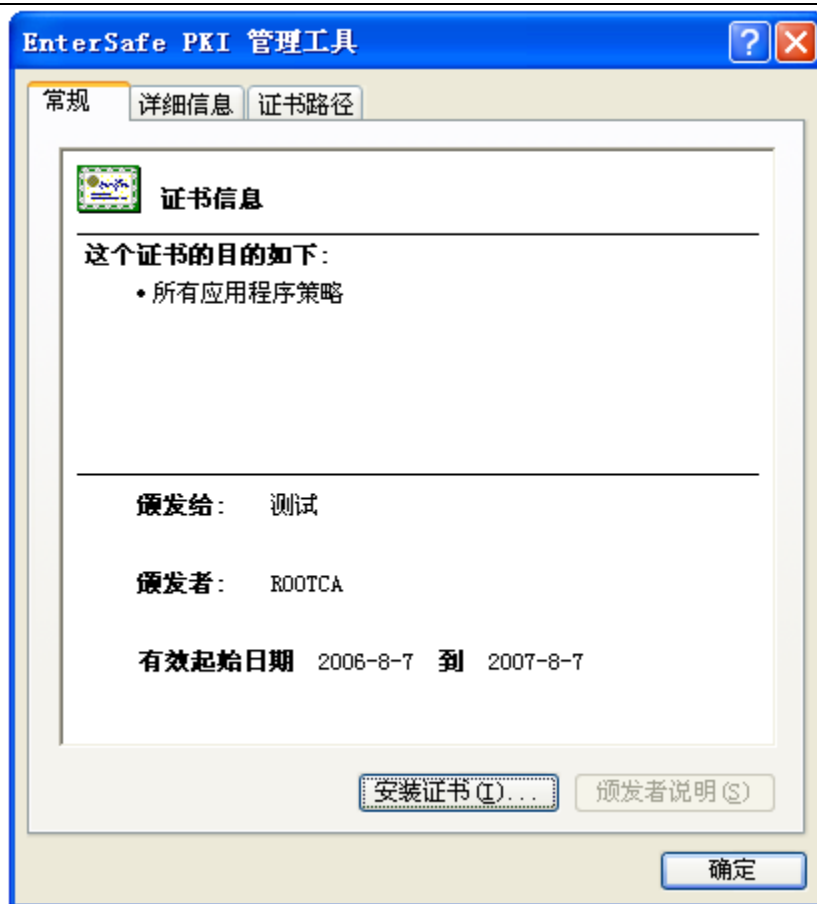 EnterSafe PKI 管理工具
常规 详细信息 证书路径
证书信息
这个证书的目的如下:
•所有应用程序策略
颁发给: 测试
颁发者: ROOTCA
有效起始日期 2006-8-7 到 2007-8-7
安装证书(I)... 颁发者说明(S)
确定